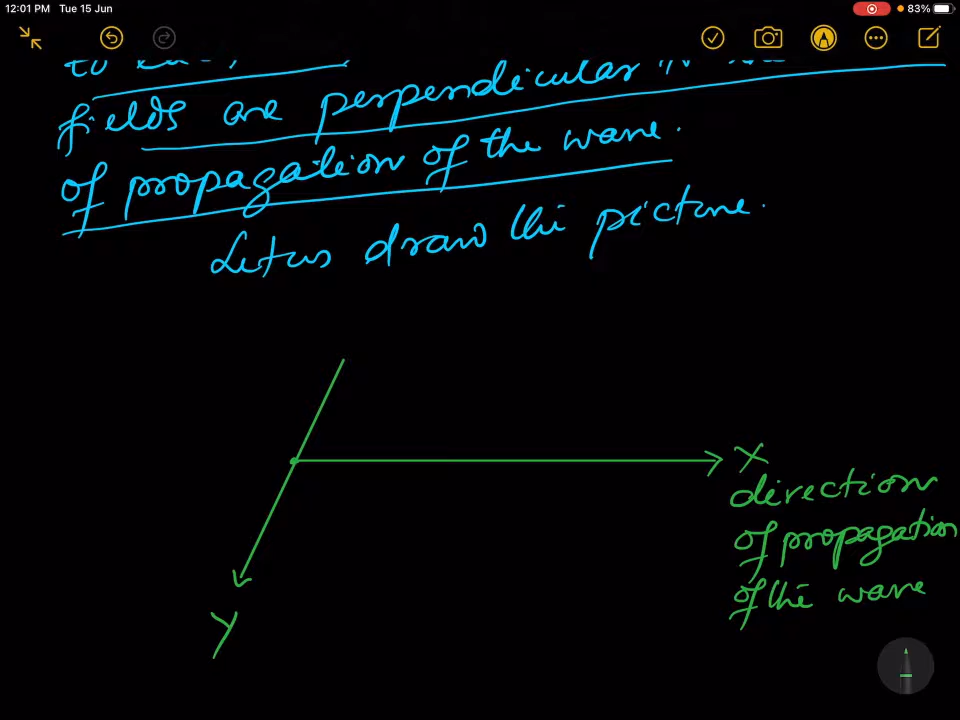 12:01 PM Tue 15 Jun
83%
to
fields are perpendicular
of propagation of the wave.
Let us draw the picture.
X
direction
of propagation
of the wave
Y